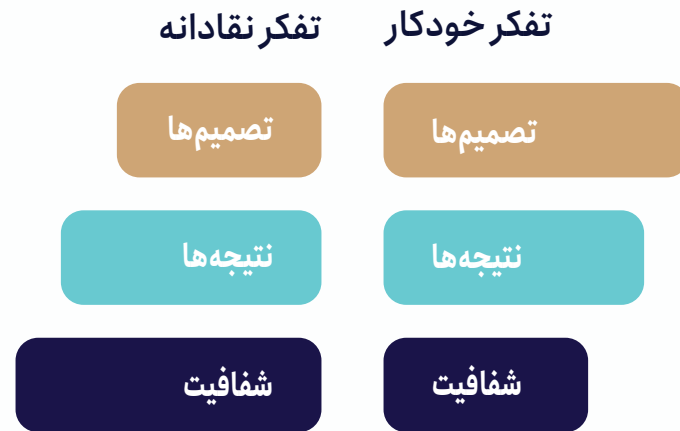 تفکر خودکار
تفکر نقادانه
تصمیم‌ها
تصمیم‌ها
نتیجه‌ها
نتیجه‌ها
شفافیت
شفافیت